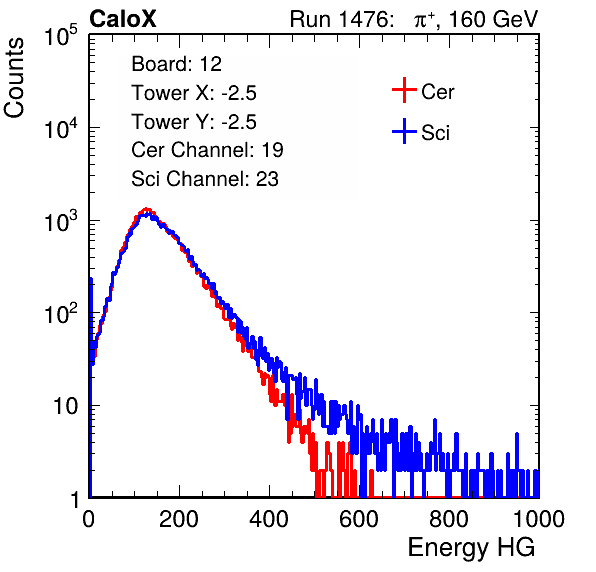 CaloX Run 1476: π⁺, 160 GeV
Counts
10⁵
10⁴
10³
10²
10
1
Board: 12
Tower X: -2.5
Tower Y: -2.5
Cer Channel: 19
Sci Channel: 23
Cer
Sci
0 200 400 600 800 1000
Energy HG